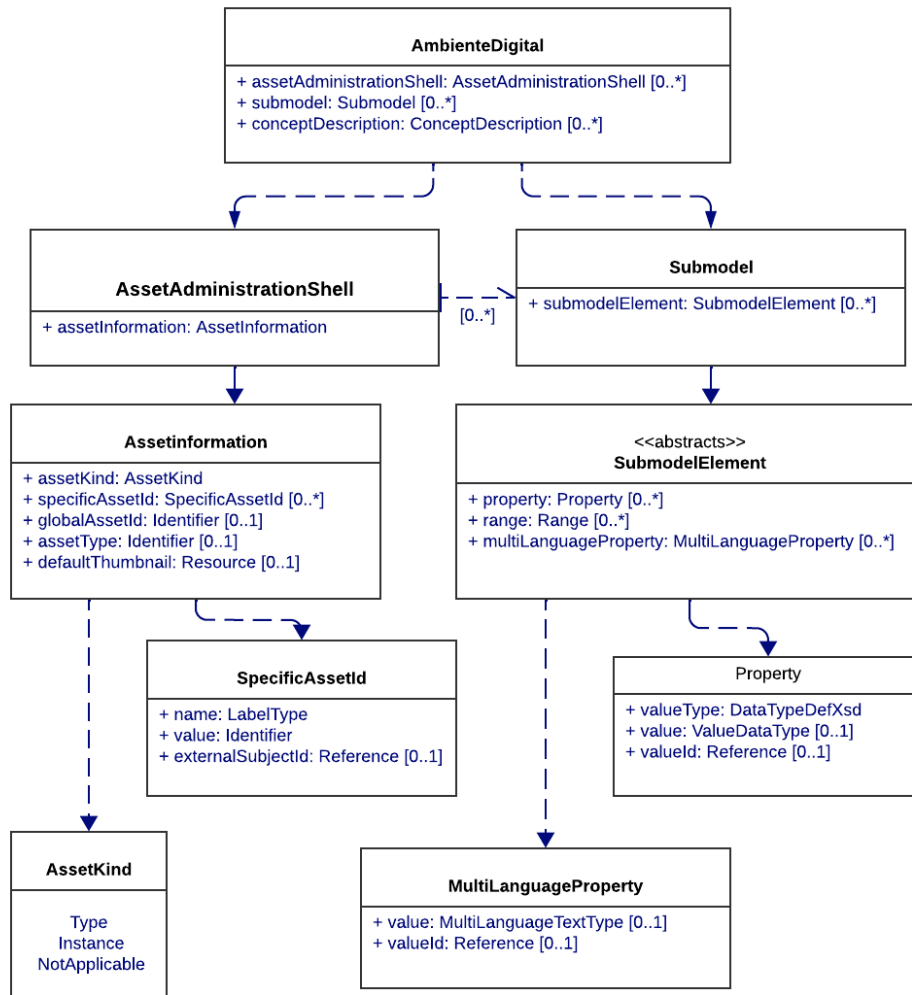 AmbienteDigital
+ assetAdministrationShell: AssetAdministrationShell [0..*]
+ submodel: Submodel [0..*]
+ conceptDescription: ConceptDescription [0..*]
AssetAdministrationShell
+ assetInformation: AssetInformation
[0..*]
Submodel
+ submodelElement: SubmodelElement [0..*]
Assetinformation
+ assetKind: AssetKind
+ specificAssetId: SpecificAssetId [0..*]
+ globalAssetId: Identifier [0..1]
+ assetType: Identifier [0..1]
+ defaultThumbnail: Resource [0..1]
<<abstracts>>
SubmodelElement
+ property: Property [0..*]
+ range: Range [0..*]
+ multiLanguageProperty: MultiLanguageProperty [0..*]
SpecificAssetId
+ name: LabelType
+ value: Identifier
+ externalSubjectId: Reference [0..1]
Property
+ valueType: DataTypeDefXsd
+ value: ValueDataType [0..1]
+ valueId: Reference [0..1]
AssetKind
Type
Instance
NotApplicable
MultiLanguageProperty
+ value: MultiLanguageTextType [0..1]
+ valueId: Reference [0..1]